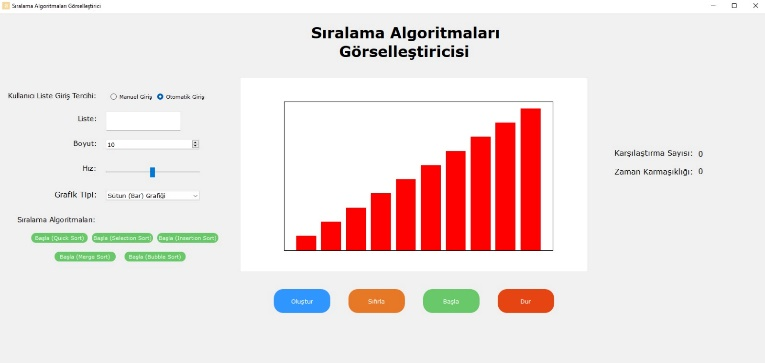 Sıralama Algoritmaları Görselleştirici
Sıralama Algoritmaları
Görselleştiricisi
Kullanıcı Liste Giriş Tercihi:
Manuel Giriş
Otomatik Giriş
Liste:
Boyut:
10
Hız:
Grafik Tipi:
Sütun (Bar) Grafiği
Sıralama Algoritmaları:
Başla (Quick Sort)
Başla (Selection Sort)
Başla (Insertion Sort)
Başla (Merge Sort)
Başla (Bubble Sort)
Karşılaştırma Sayısı: 0
Zaman Karmaşıklığı: 0
Oluştur
Sıfırla
Başla
Dur